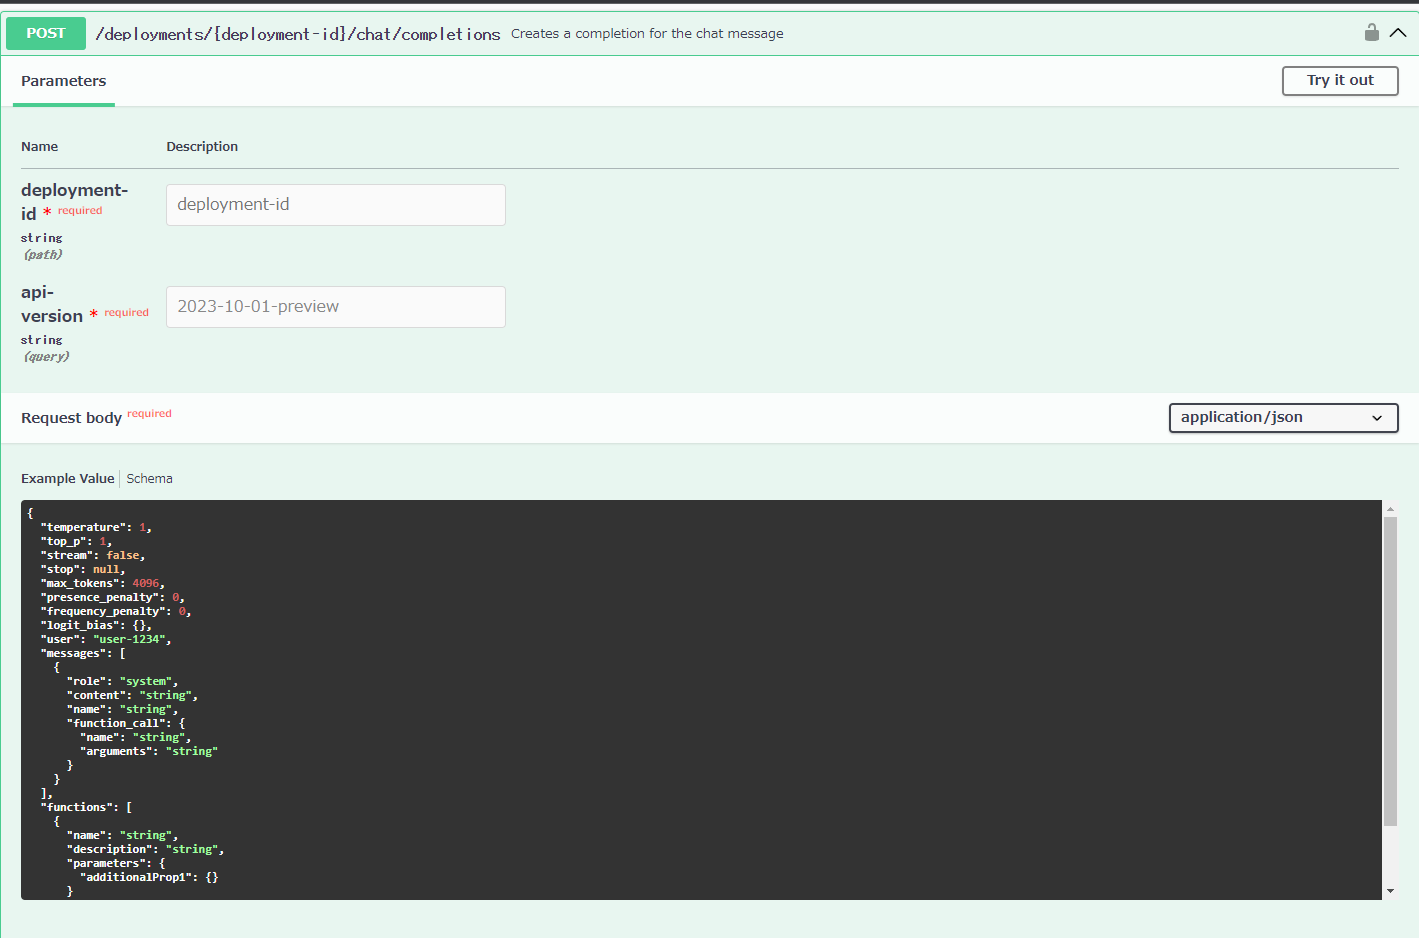 POST /deployments/{deployment-id}/chat/completions Creates a completion for the chat message
Parameters
Try it out
Name Description
deployment-
id * required
string
(path)
deployment-id
api-
version * required
string
(query)
2023-10-01-preview
Request body required
application/json
Example Value Schema
{
  "temperature": 1,
  "top_p": 1,
  "stream": false,
  "stop": null,
  "max_tokens": 4096,
  "presence_penalty": 0,
  "frequency_penalty": 0,
  "logit_bias": {},
  "user": "user-1234",
  "messages": [
    {
      "role": "system",
      "content": "string",
      "name": "string",
      "function_call": {
        "name": "string",
        "arguments": "string"
      }
    }
  ],
  "functions": [
    {
      "name": "string",
      "description": "string",
      "parameters": {
        "additionalProp1": {}
      }